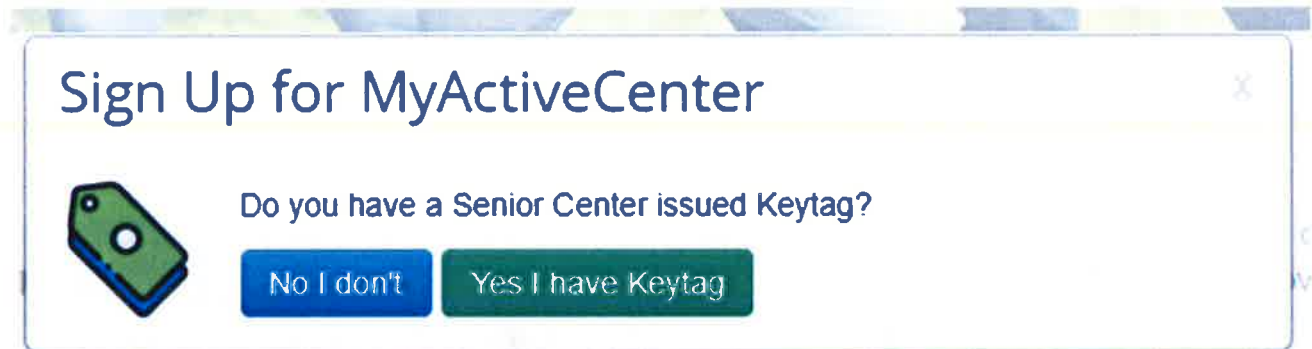 Sign Up for MyActiveCenter
x
Do you have a Senior Center issued Keytag?
No I don't
Yes I have Keytag